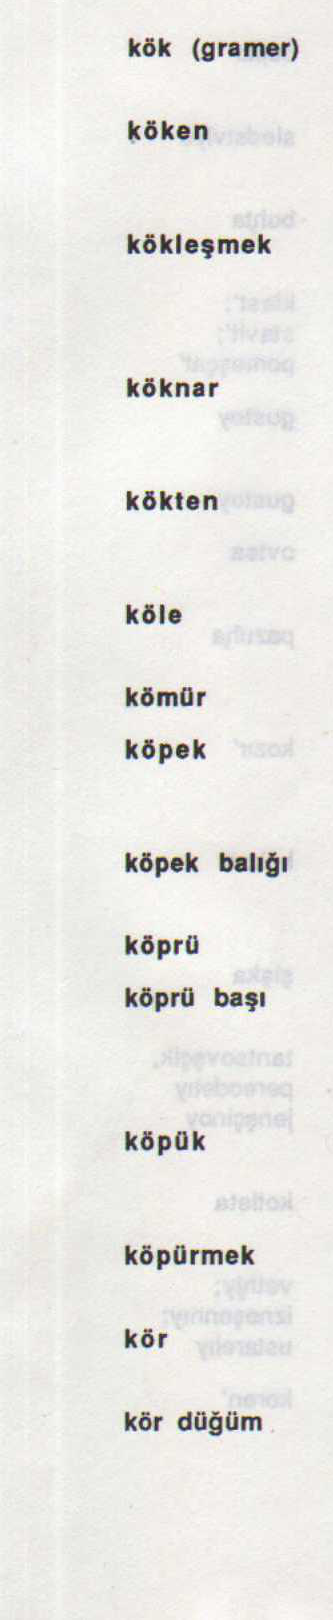 kök (gramer)
köken
kökleşmek
köknar
kökten
köle
kömür
köpek
köpek balığı
köprü
köprü başı
köpük
köpürmek
kör
kör düğüm